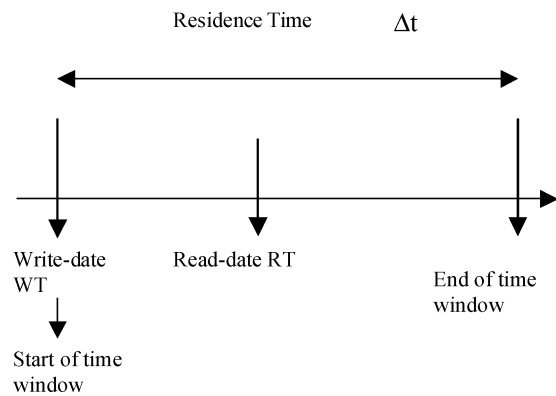 Residence Time Δt
Write-date
WT
Read-date RT
End of time
window
Start of time
window